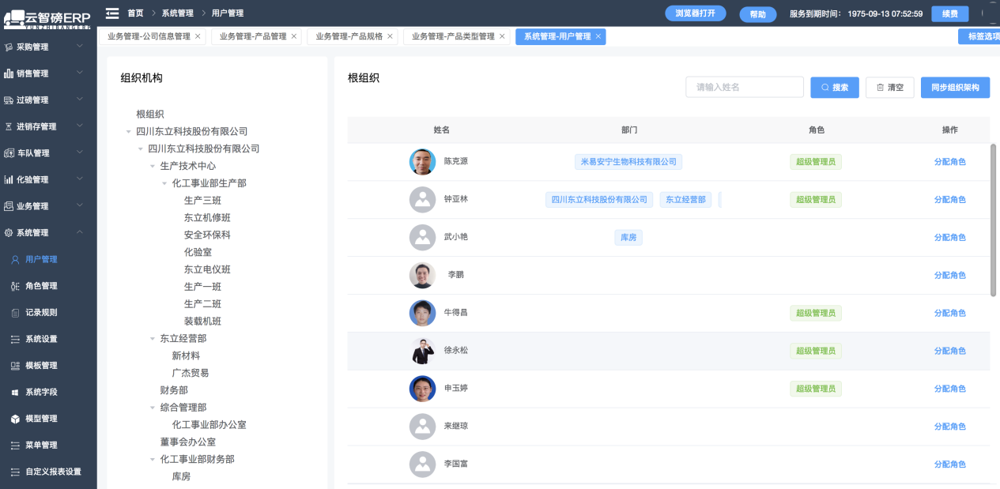 云智磅ERP
YUNZHIBANGERP
首页 系统管理 用户管理
浏览器打开 帮助 服务到期时间: 1975-09-13 07:52:59 续费
业务管理-公司信息管理 业务管理-产品管理 业务管理-产品规格 业务管理-产品类型管理 系统管理-用户管理 标签选项
采购管理
销售管理
过磅管理
进销存管理
车队管理
化验管理
业务管理
系统管理
用户管理
角色管理
记录规则
系统设置
模板管理
系统字段
模型管理
菜单管理
自定义报表设置
组织机构
根组织
四川东立科技股份有限公司
四川东立科技股份有限公司
生产技术中心
化工事业部生产部
生产三班
东立机修班
安全环保科
化验室
东立电仪班
生产一班
生产二班
装载机班
东立经营部
新材料
广杰贸易
财务部
综合管理部
化工事业部办公室
董事会办公室
化工事业部财务部
库房
根组织
请输入姓名 搜索 清空 同步组织架构
姓名 部门 角色 操作
陈克源 米易安宁生物科技有限公司 超级管理员 分配角色
钟亚林 四川东立科技股份有限公司 东立经营部 超级管理员 分配角色
武小艳 库房 分配角色
李鹏 分配角色
牛得昌 超级管理员 分配角色
徐永松 超级管理员 分配角色
申玉婷 超级管理员 分配角色
来继琼 分配角色
李国富 分配角色